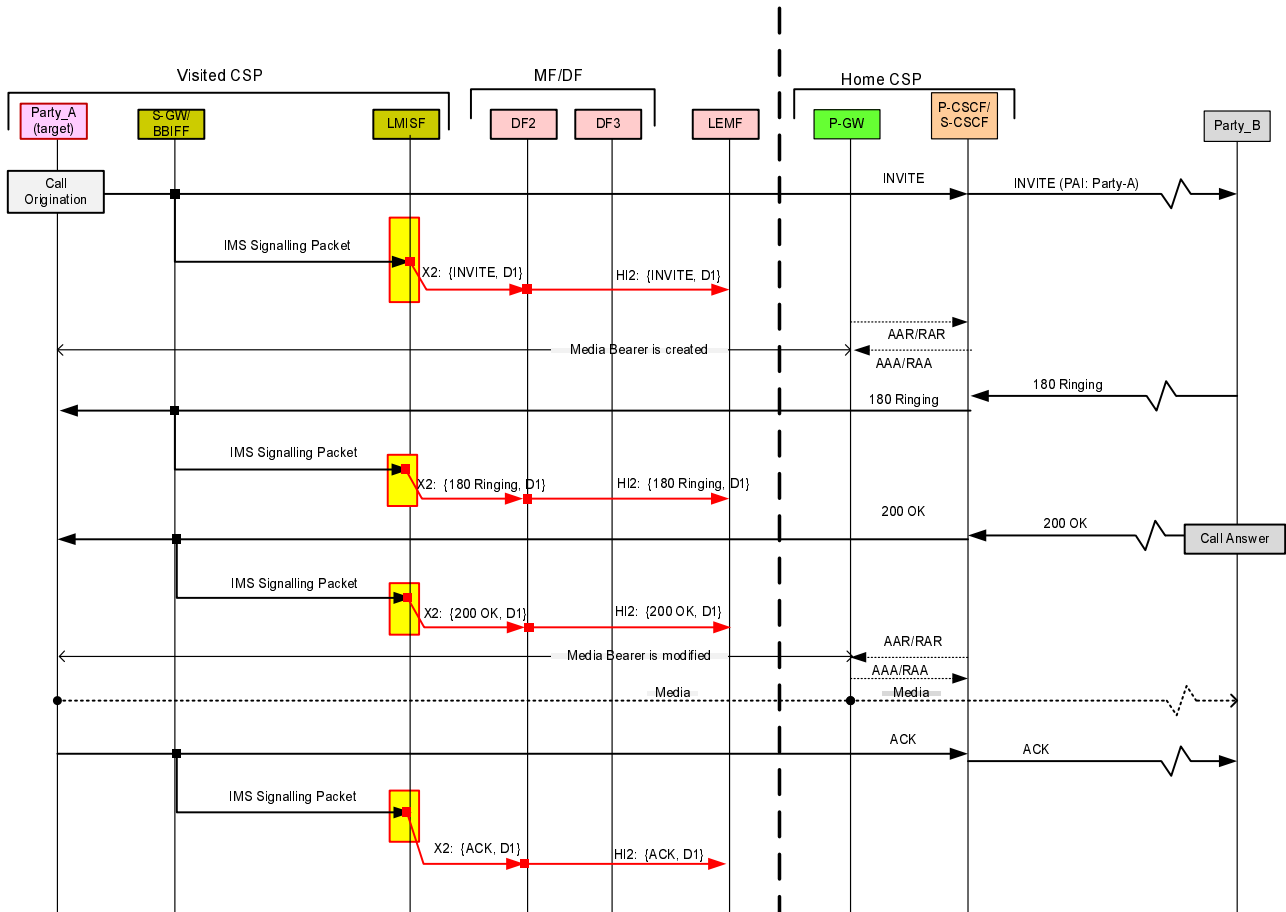 Visited CSP
MF/DF
Home CSP
Party_A
(target)
S-GW/
BBIFF
LMISF
DF2
DF3
LEMF
P-GW
P-CSCF/
S-CSCF
Party_B
Call
Origination
INVITE
INVITE (PAI: Party-A)
IMS Signalling Packet
X2: {INVITE, D1}
HI2: {INVITE, D1}
AAR/RAR
Media Bearer is created
AAA/RAA
180 Ringing
180 Ringing
IMS Signalling Packet
X2: {180 Ringing, D1}
HI2: {180 Ringing, D1}
200 OK
200 OK
Call Answer
IMS Signalling Packet
X2: {200 OK, D1}
HI2: {200 OK, D1}
AAR/RAR
Media Bearer is modified
AAA/RAA
Media
Media
ACK
ACK
IMS Signalling Packet
X2: {ACK, D1}
HI2: {ACK, D1}